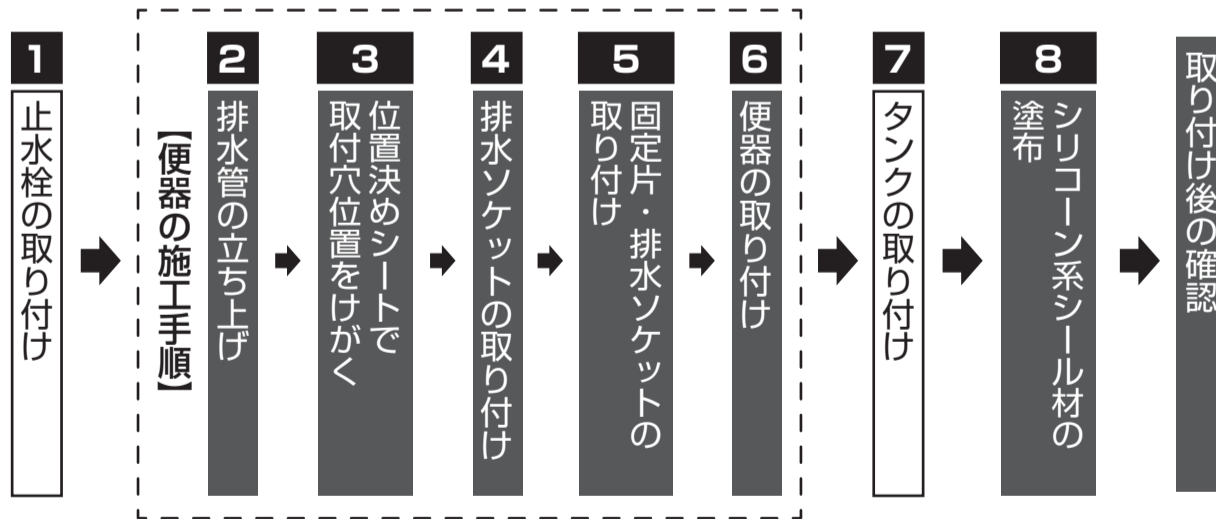 1
止水栓の取り付け
【便器の施工手順】
2
排水管の立ち上げ
3
位置決めシートで
取付穴位置をけがく
4
排水ソケットの取り付け
5
固定片・排水ソケットの
取り付け
6
便器の取り付け
7
タンクの取り付け
8
シリコーン系シール材の
塗布
取り付け後の確認